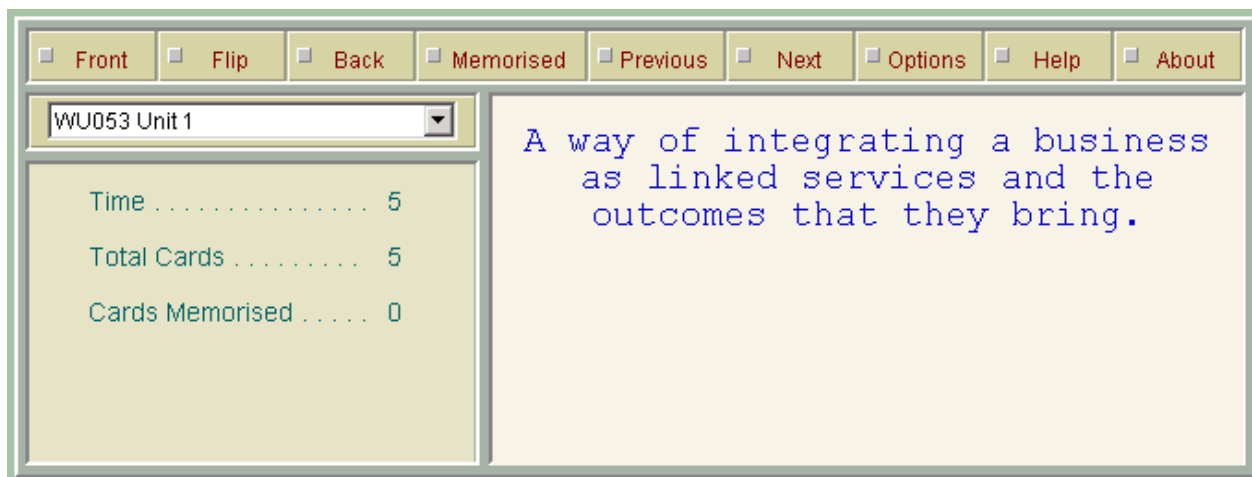 Front Flip Back Memorised Previous Next Options Help About
WU053 Unit 1
A way of integrating a business
as linked services and the
outcomes that they bring.
Time ............... 5
Total Cards ......... 5
Cards Memorised ..... 0